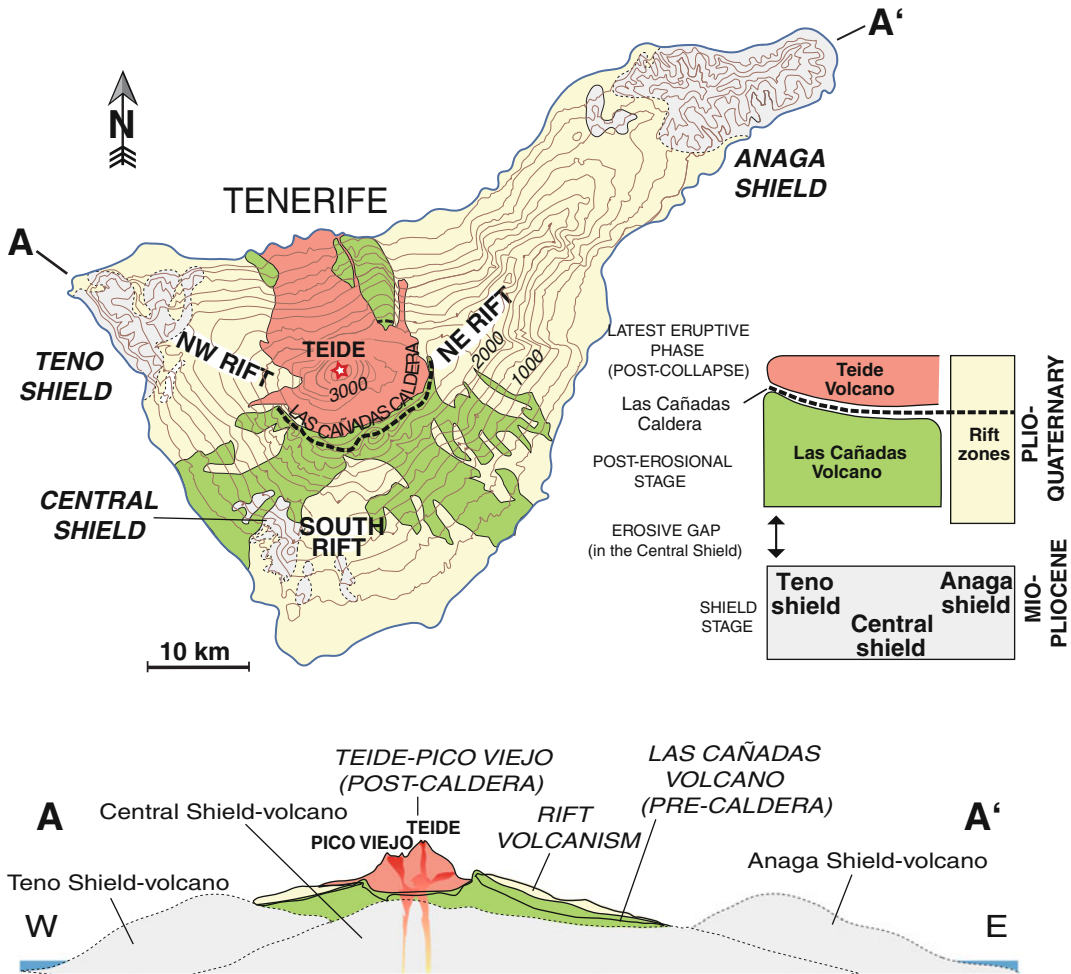 A'
N
ANAGA
SHIELD
TENERIFE
A
TEIDE
3000
NW RIFT
NE RIFT
2000
1000
LAS CAÑADAS CALDERA
TENO
SHIELD
CENTRAL
SHIELD
SOUTH
RIFT
10 km
LATEST ERUPTIVE
PHASE
(POST-COLLAPSE)
Teide
Volcano
Las Cañadas
Caldera
Las Cañadas
Volcano
Rift
zones
POST-EROSIONAL
STAGE
PLIO-
QUATERNARY
EROSIVE GAP
(in the Central Shield)
Teno
shield
Anaga
shield
Central
shield
SHIELD
STAGE
MIO-
PLIOCENE
TEIDE-PICO VIEJO
(POST-CALDERA)
LAS CAÑADAS
VOLCANO
(PRE-CALDERA)
A
Central Shield-volcano
RIFT
VOLCANISM
A'
PICO VIEJO
TEIDE
Teno Shield-volcano
Anaga Shield-volcano
W
E